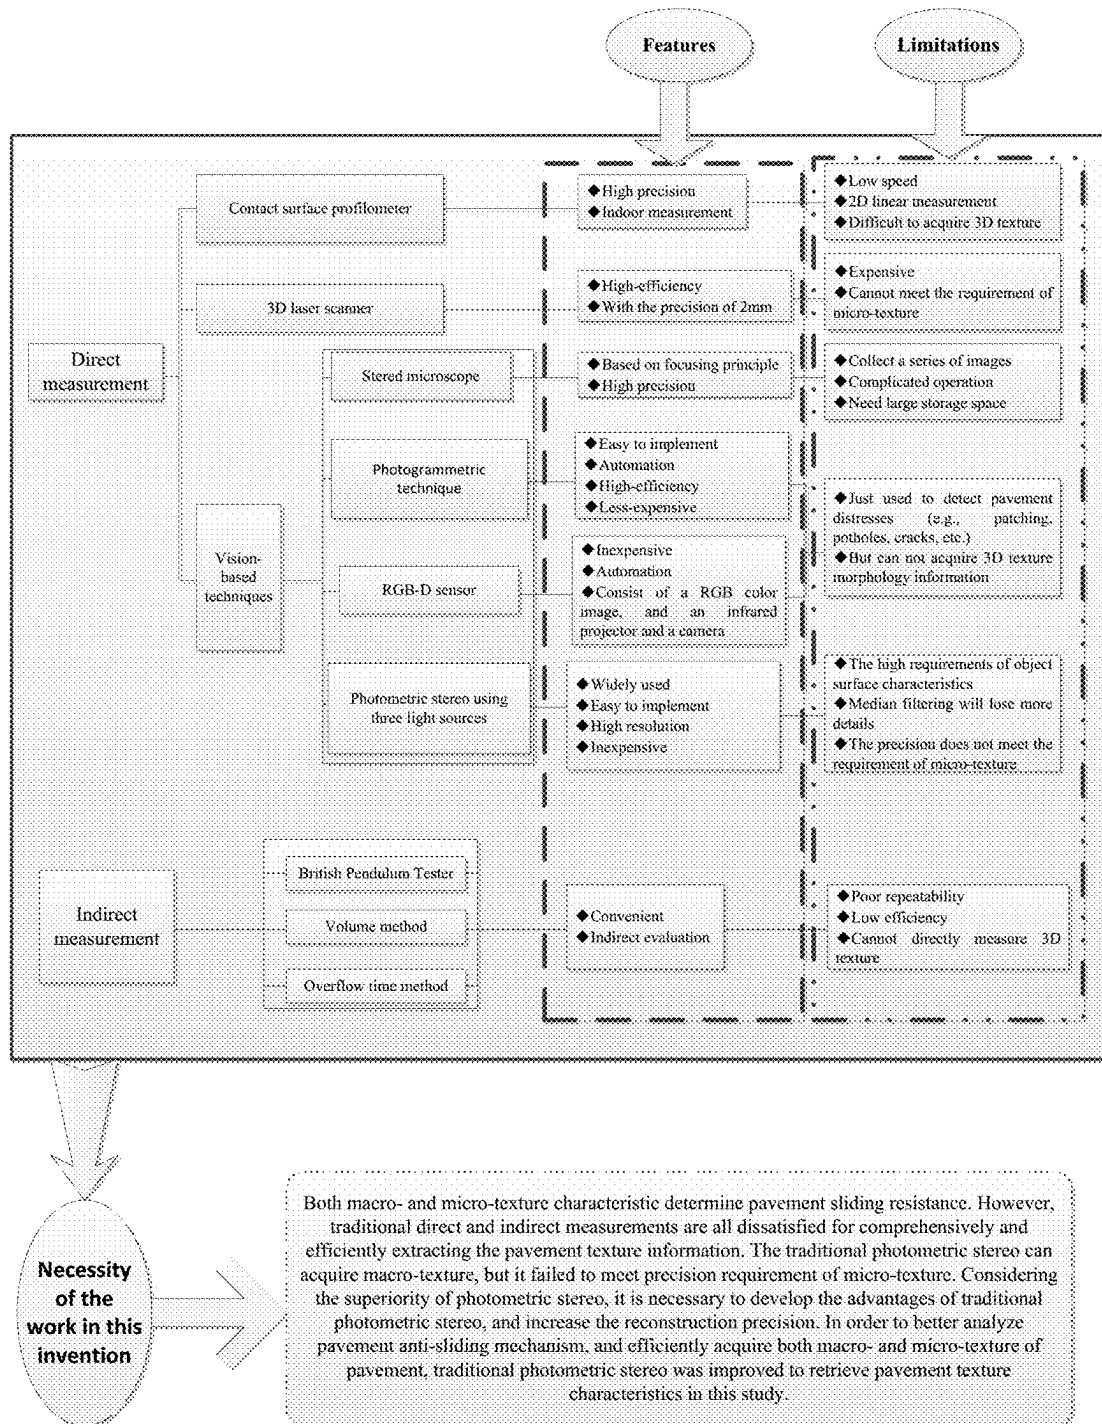 Features
Limitations
Direct
measurement
Contact surface profilometer
◆High precision
◆Indoor measurement
◆Low speed
◆2D linear measurement
◆Difficult to acquire 3D texture
3D laser scanner
◆High-efficiency
◆With the precision of 2mm
◆Expensive
◆Cannot meet the requirement of
micro-texture
Vision-
based
techniques
Stered microscope
◆Based on focusing principle
◆High precision
◆Collect a series of images
◆Complicated operation
◆Need large storage space
Photogrammetric
technique
◆Easy to implement
◆Automation
◆High-efficiency
◆Less-expensive
RGB-D sensor
◆Inexpensive
◆Automation
◆Consist of a RGB color
image, and an infrared
projector and a camera
◆Just used to detect pavement
distresses (e.g., patching,
potholes, cracks, etc.)
◆But can not acquire 3D texture
morphology information
Photometric stereo using
three light sources
◆Widely used
◆Easy to implement
◆High resolution
◆Inexpensive
◆The high requirements of object
surface characteristics
◆Median filtering will lose more
details
◆The precision does not meet the
requirement of micro-texture
Indirect
measurement
British Pendulum Tester
Volume method
Overflow time method
◆Convenient
◆Indirect evaluation
◆Poor repeatability
◆Low efficiency
◆Cannot directly measure 3D
texture
Necessity
of the
work in this
invention
Both macro- and micro-texture characteristic determine pavement sliding resistance. However,
traditional direct and indirect measurements are all dissatisfied for comprehensively and
efficiently extracting the pavement texture information. The traditional photometric stereo can
acquire macro-texture, but it failed to meet precision requirement of micro-texture. Considering
the superiority of photometric stereo, it is necessary to develop the advantages of traditional
photometric stereo, and increase the reconstruction precision. In order to better analyze
pavement anti-sliding mechanism, and efficiently acquire both macro- and micro-texture of
pavement, traditional photometric stereo was improved to retrieve pavement texture
characteristics in this study.